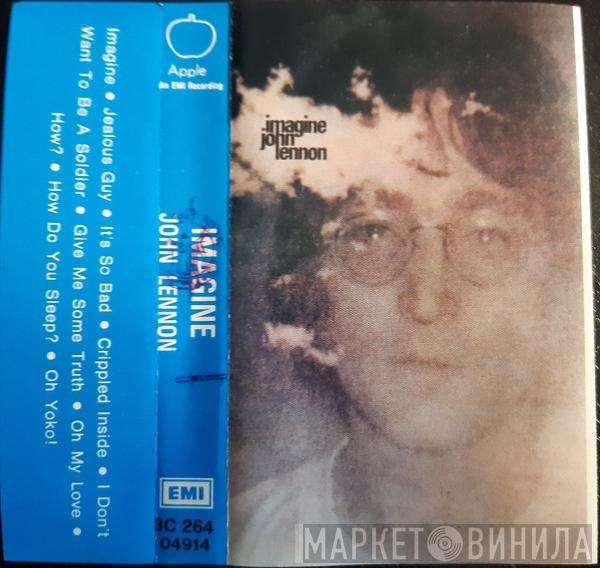 Apple
An EMI Recording
Imagine • Jealous Guy • It's So Bad • Crippled Inside • I Don't
Want To Be A Soldier • Give Me Some Truth • Oh My Love •
How? • How Do You Sleep? • Oh Yoko!
IMAGINE
JOHN LENNON
EMI
3C 264
04914
.imagine
john
lennon
МАРКЕТ ВИНИЛА